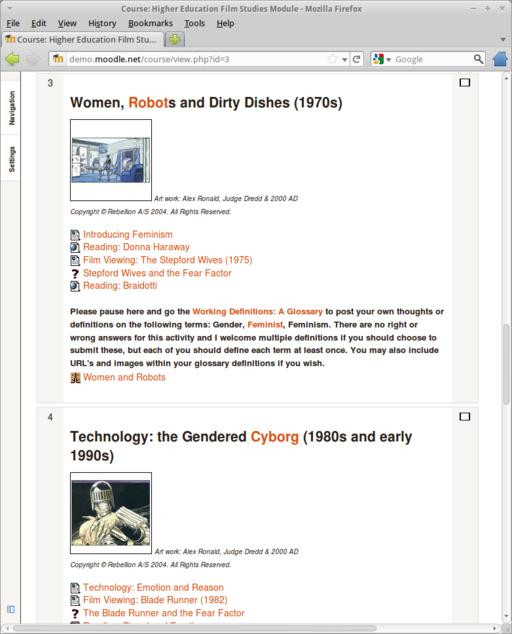 Course: Higher Education Film Studies Module - Mozilla Firefox
File Edit View History Bookmarks Tools Help
Course: Higher Education Film Stu...
demo.moodle.net/course/view.php?id=3
Google
Navigation
Settings
3
Women, Robots and Dirty Dishes (1970s)
Art work: Alex Ronald, Judge Dredd & 2000 AD
Copyright © Rebellion A/S 2004. All Rights Reserved.
Introducing Feminism
Reading: Donna Haraway
Film Viewing: The Stepford Wives (1975)
? Stepford Wives and the Fear Factor
Reading: Braidotti
Please pause here and go the Working Definitions: A Glossary to post your own thoughts or
definitions on the following terms: Gender, Feminist, Feminism. There are no right or
wrong answers for this activity and I welcome multiple definitions if you should choose to
submit these, but each of you should define each term at least once. You may also include
URL's and images within your glossary definitions if you wish.
Women and Robots
4
Technology: the Gendered Cyborg (1980s and early
1990s)
Art work: Alex Ronald, Judge Dredd & 2000 AD
Copyright © Rebellion A/S 2004. All Rights Reserved.
Technology: Emotion and Reason
Film Viewing: Blade Runner (1982)
? The Blade Runner and the Fear Factor